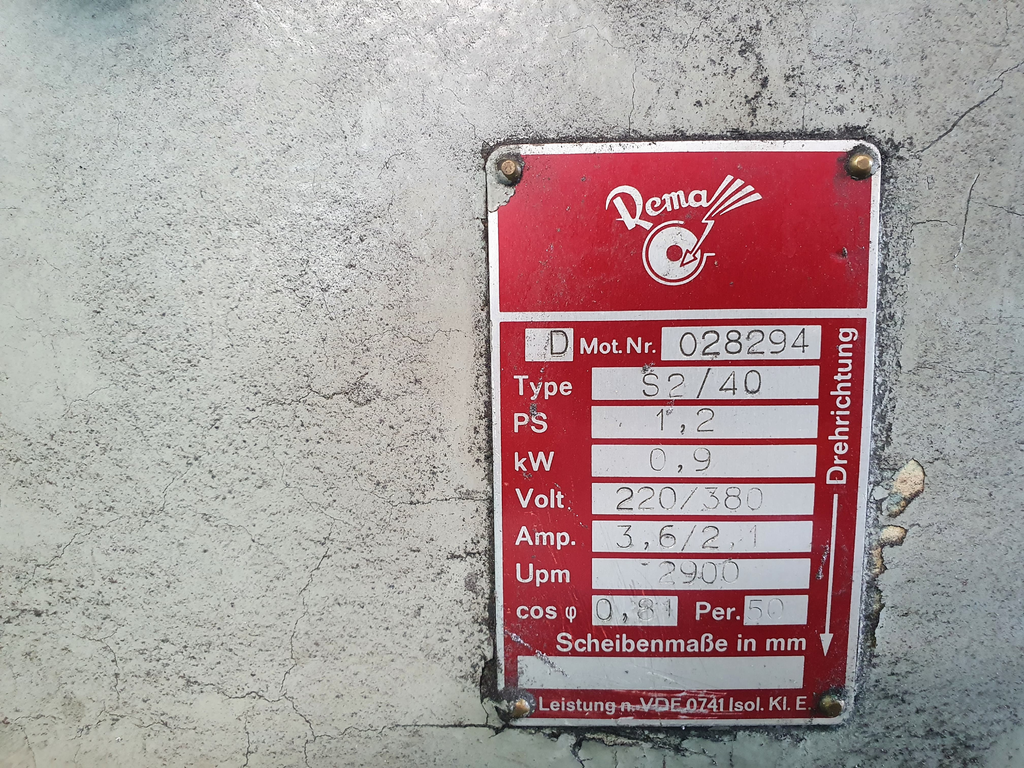 Rema
D Mot.Nr. 028294
Type S2/40
PS 1,2
kW 0,9
Volt 220/380
Amp. 3,6/2,1
Upm 2900
cos φ 0,81 Per. 50
Scheibenmaße in mm
Leistung n. VDE 0741 Isol. Kl. E.
Drehrichtung